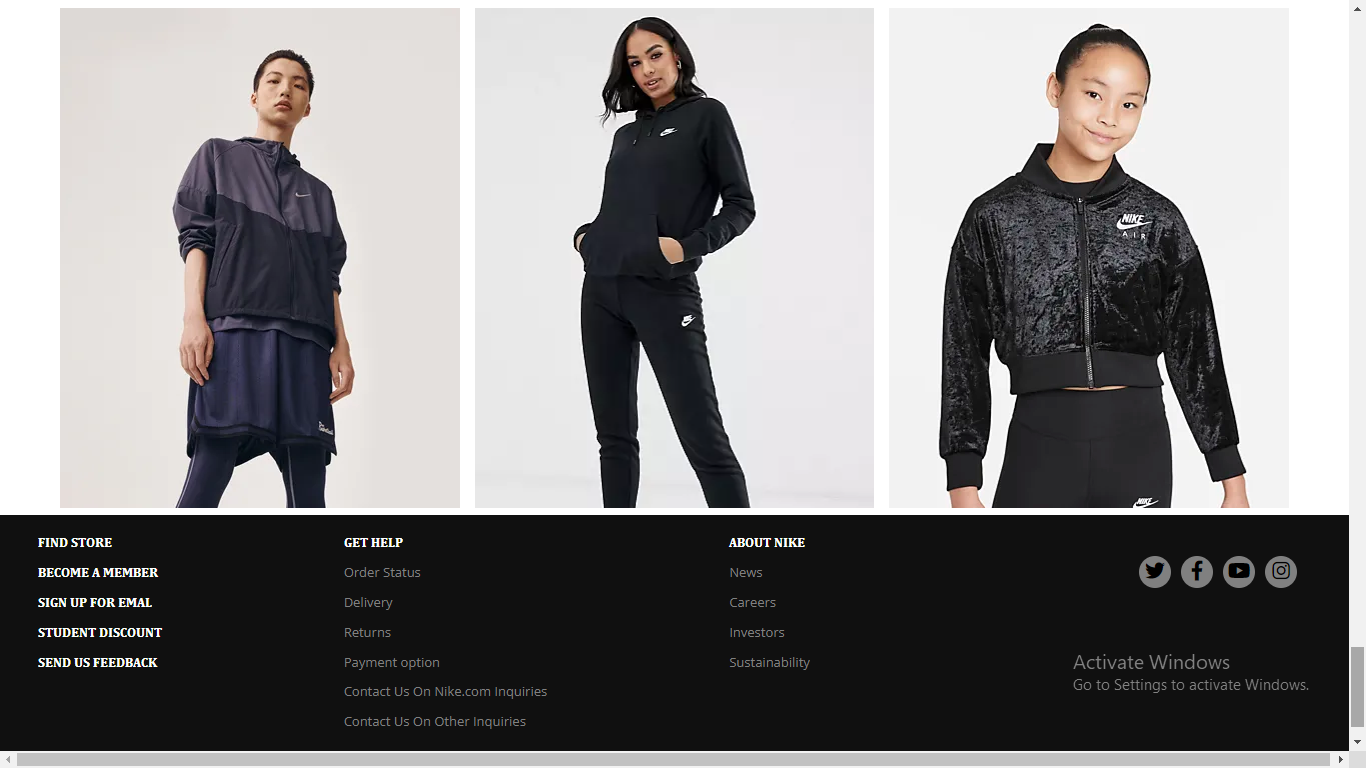 NIKE
AIR
NIKE
FIND STORE
BECOME A MEMBER
SIGN UP FOR EMAL
STUDENT DISCOUNT
SEND US FEEDBACK
GET HELP
Order Status
Delivery
Returns
Payment option
Contact Us On Nike.com Inquiries
Contact Us On Other Inquiries
ABOUT NIKE
News
Careers
Investors
Sustainability
Activate Windows
Go to Settings to activate Windows.